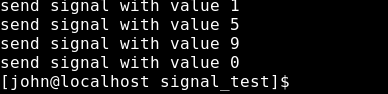 send signal with value 1
send signal with value 5
send signal with value 9
send signal with value 0
[john@localhost signal_test]$